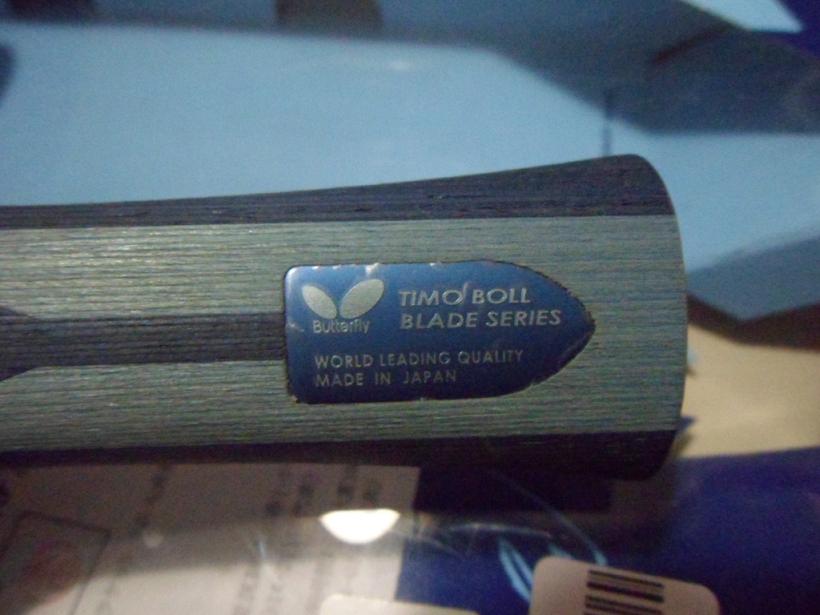 Butterfly
TIMO BOLL
BLADE SERIES
WORLD LEADING QUALITY
MADE IN JAPAN